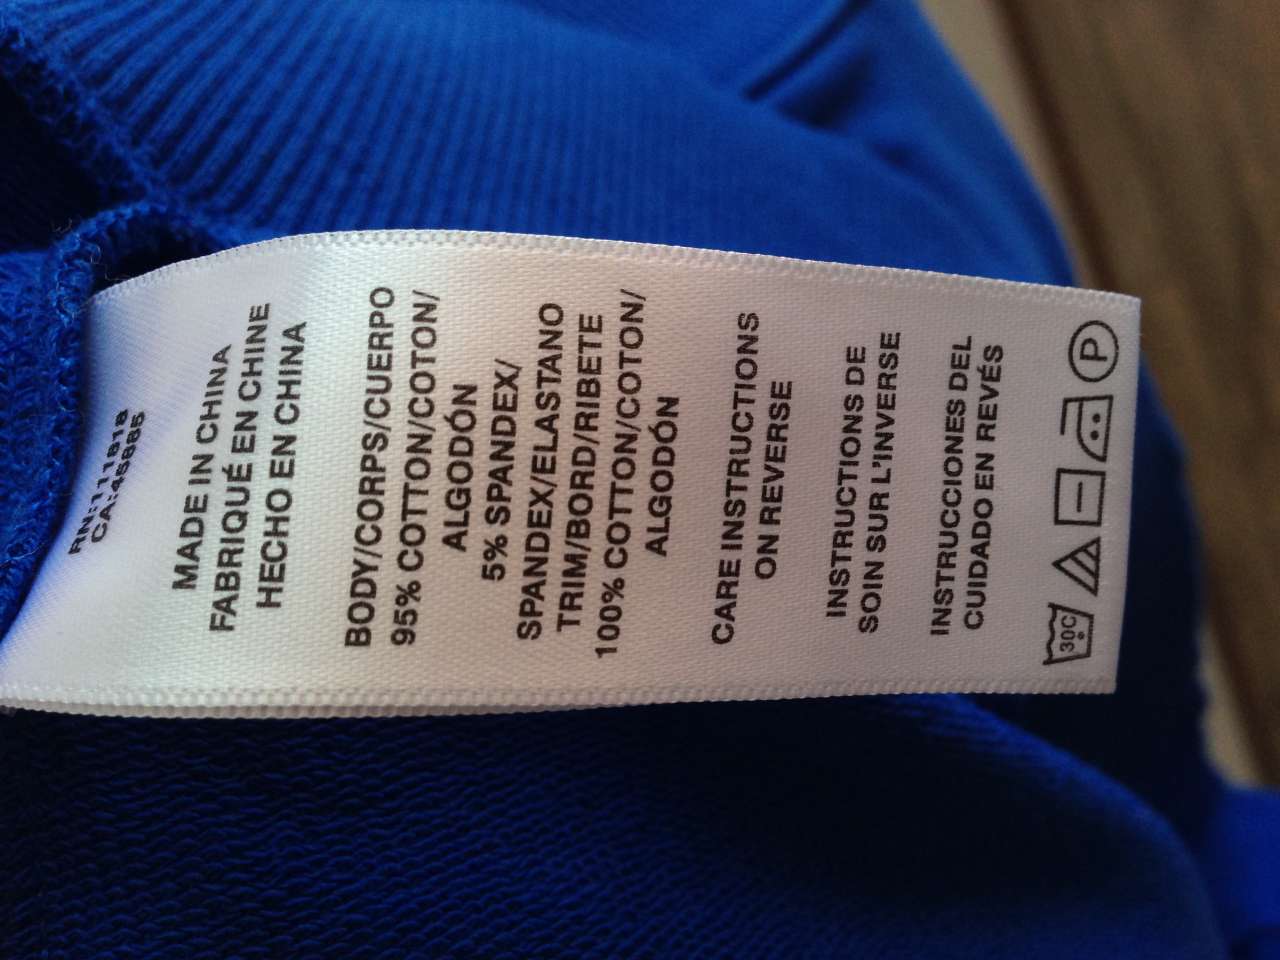 RN:111818
CA:45885
MADE IN CHINA
FABRIQUÉ EN CHINE
HECHO EN CHINA
BODY/CORPS/CUERPO
95% COTTON/COTON/
ALGODÓN
5% SPANDEX/
SPANDEX/ELASTANO
TRIM/BORD/RIBETE
100% COTTON/COTON/
ALGODÓN
CARE INSTRUCTIONS
ON REVERSE
INSTRUCTIONS DE
SOIN SUR L'INVERSE
INSTRUCCIONES DEL
CUIDADO EN REVÉS
30C P